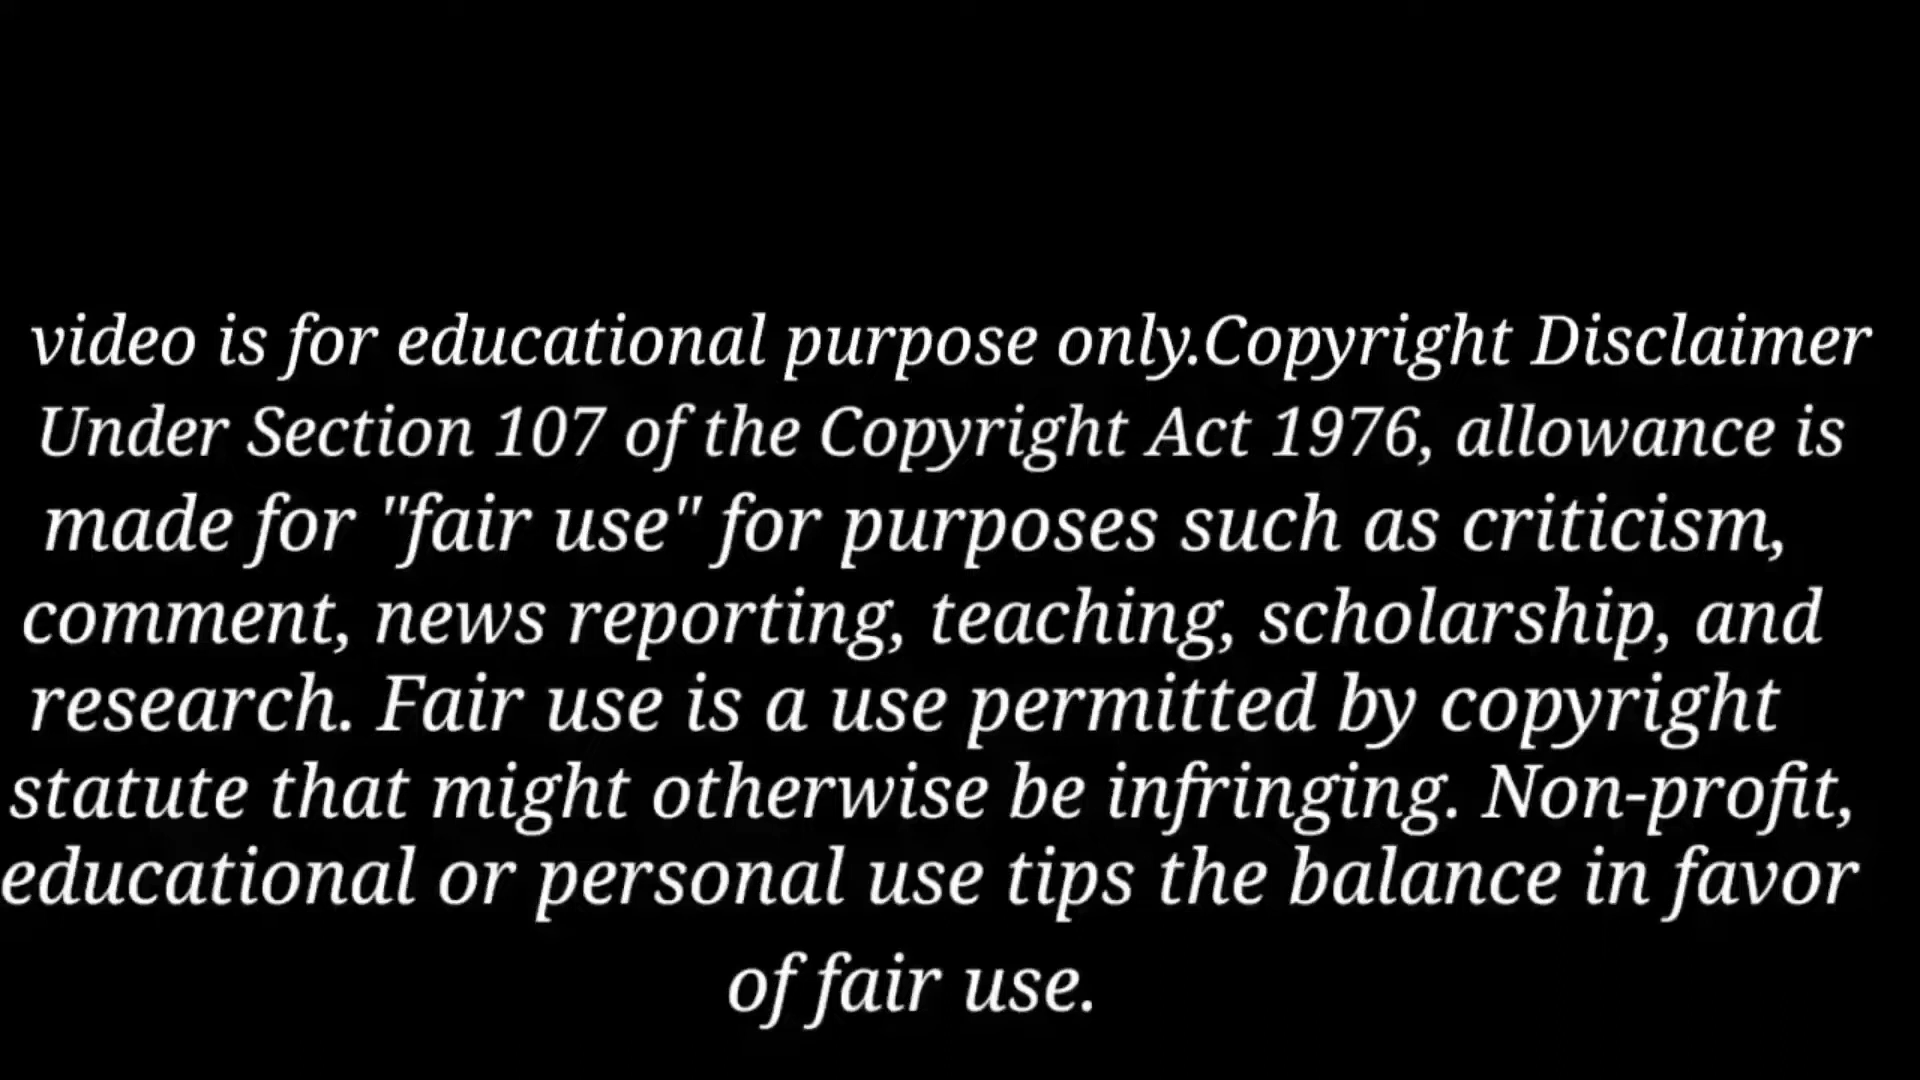 video is for educational purpose only.Copyright Disclaimer
Under Section 107 of the Copyright Act 1976, allowance is
made for "fair use" for purposes such as criticism,
comment, news reporting, teaching, scholarship, and
research. Fair use is a use permitted by copyright
statute that might otherwise be infringing. Non-profit,
educational or personal use tips the balance in favor
of fair use.